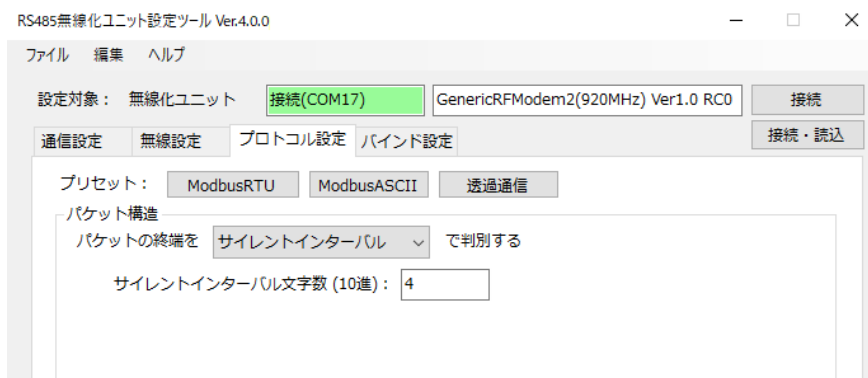 RS485無線化ユニット設定ツール Ver.4.0.0
ファイル 編集 ヘルプ
設定対象： 無線化ユニット 接続(COM17) GenericRFModem2(920MHz) Ver1.0 RC0 接続
通信設定 無線設定 プロトコル設定 バインド設定 接続・読込
プリセット： ModbusRTU ModbusASCII 透過通信
パケット構造
パケットの終端を サイレントインターバル で判別する
サイレントインターバル文字数 (10進)： 4